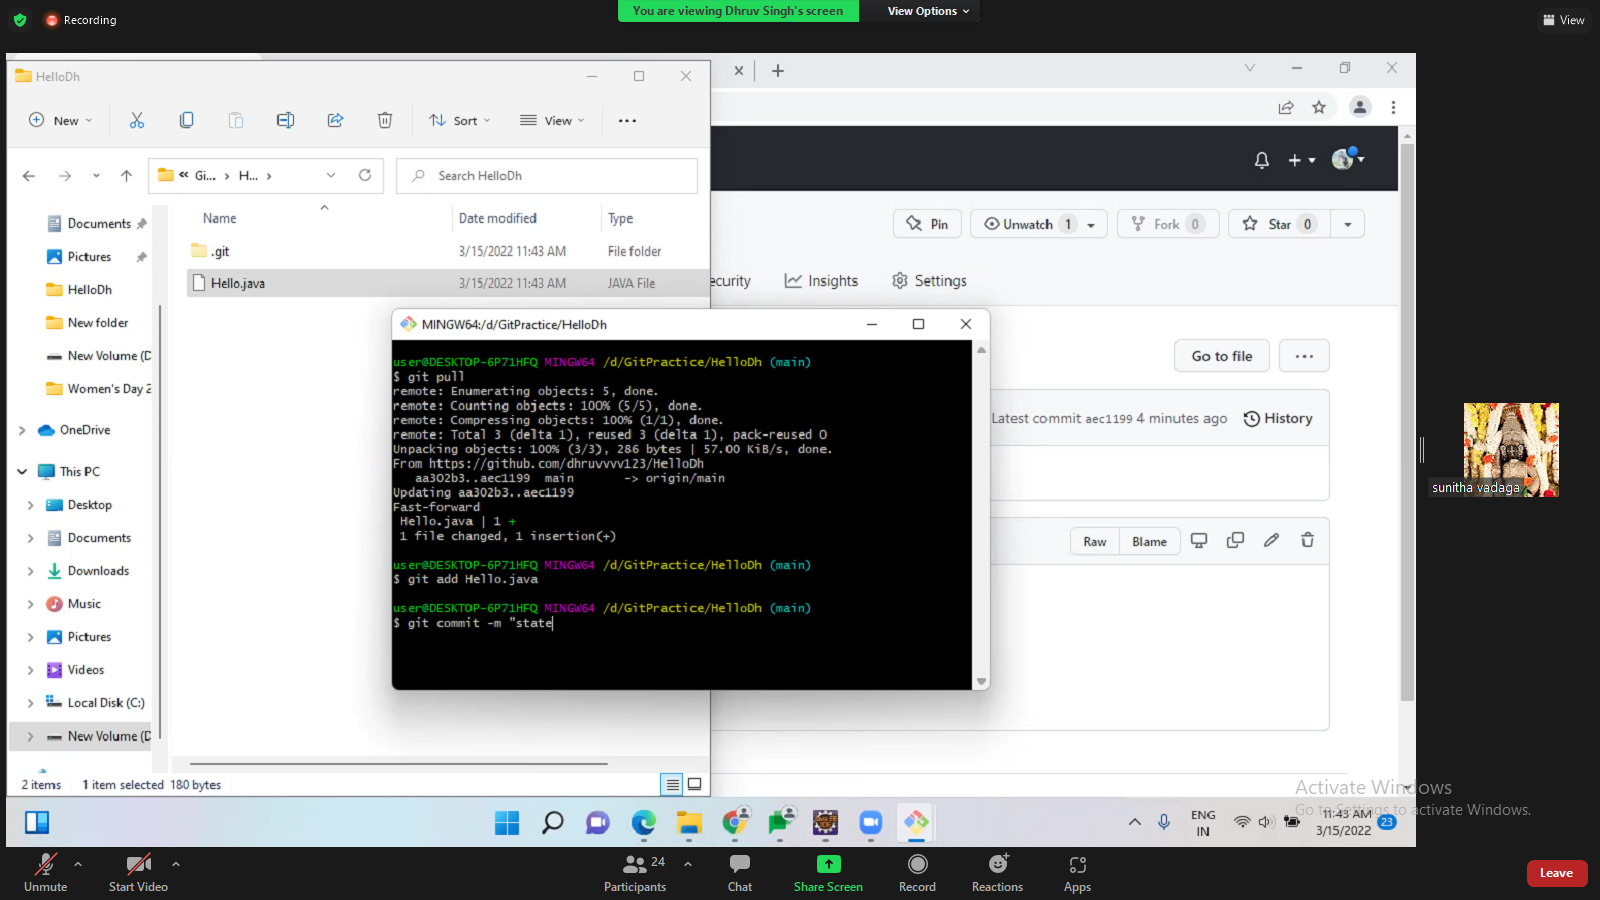 Recording
You are viewing Dhruv Singh's screen
View Options
View
HelloDh
New
Sort
View
« Gi... › H... ›
Search HelloDh
Name
Date modified
Type
.git
3/15/2022 11:43 AM
File folder
Hello.java
3/15/2022 11:43 AM
JAVA File
Documents
Pictures
HelloDh
New folder
New Volume (D
Women's Day 2
OneDrive
This PC
Desktop
Documents
Downloads
Music
Pictures
Videos
Local Disk (C:)
New Volume (D
2 items
1 item selected 180 bytes
Pin
Unwatch 1
Fork 0
Star 0
ecurity
Insights
Settings
Go to file
Latest commit aec1199 4 minutes ago
History
Raw
Blame
MINGW64:/d/GitPractice/HelloDh
user@DESKTOP-6P71HFQ MINGW64 /d/GitPractice/HelloDh (main)
$ git pull
remote: Enumerating objects: 5, done.
remote: Counting objects: 100% (5/5), done.
remote: Compressing objects: 100% (1/1), done.
remote: Total 3 (delta 1), reused 3 (delta 1), pack-reused 0
Unpacking objects: 100% (3/3), 286 bytes | 57.00 KiB/s, done.
From https://github.com/dhruvvvv123/HelloDh
aa302b3..aec1199 main -> origin/main
Updating aa302b3..aec1199
Fast-forward
Hello.java | 1 +
1 file changed, 1 insertion(+)
user@DESKTOP-6P71HFQ MINGW64 /d/GitPractice/HelloDh (main)
$ git add Hello.java
user@DESKTOP-6P71HFQ MINGW64 /d/GitPractice/HelloDh (main)
$ git commit -m "state
sunitha vadaga
Activate Windows
Go to Settings to activate Windows.
ENG
IN
11:43 AM
3/15/2022
23
Unmute
Start Video
24
Participants
Chat
Share Screen
Record
Reactions
Apps
Leave